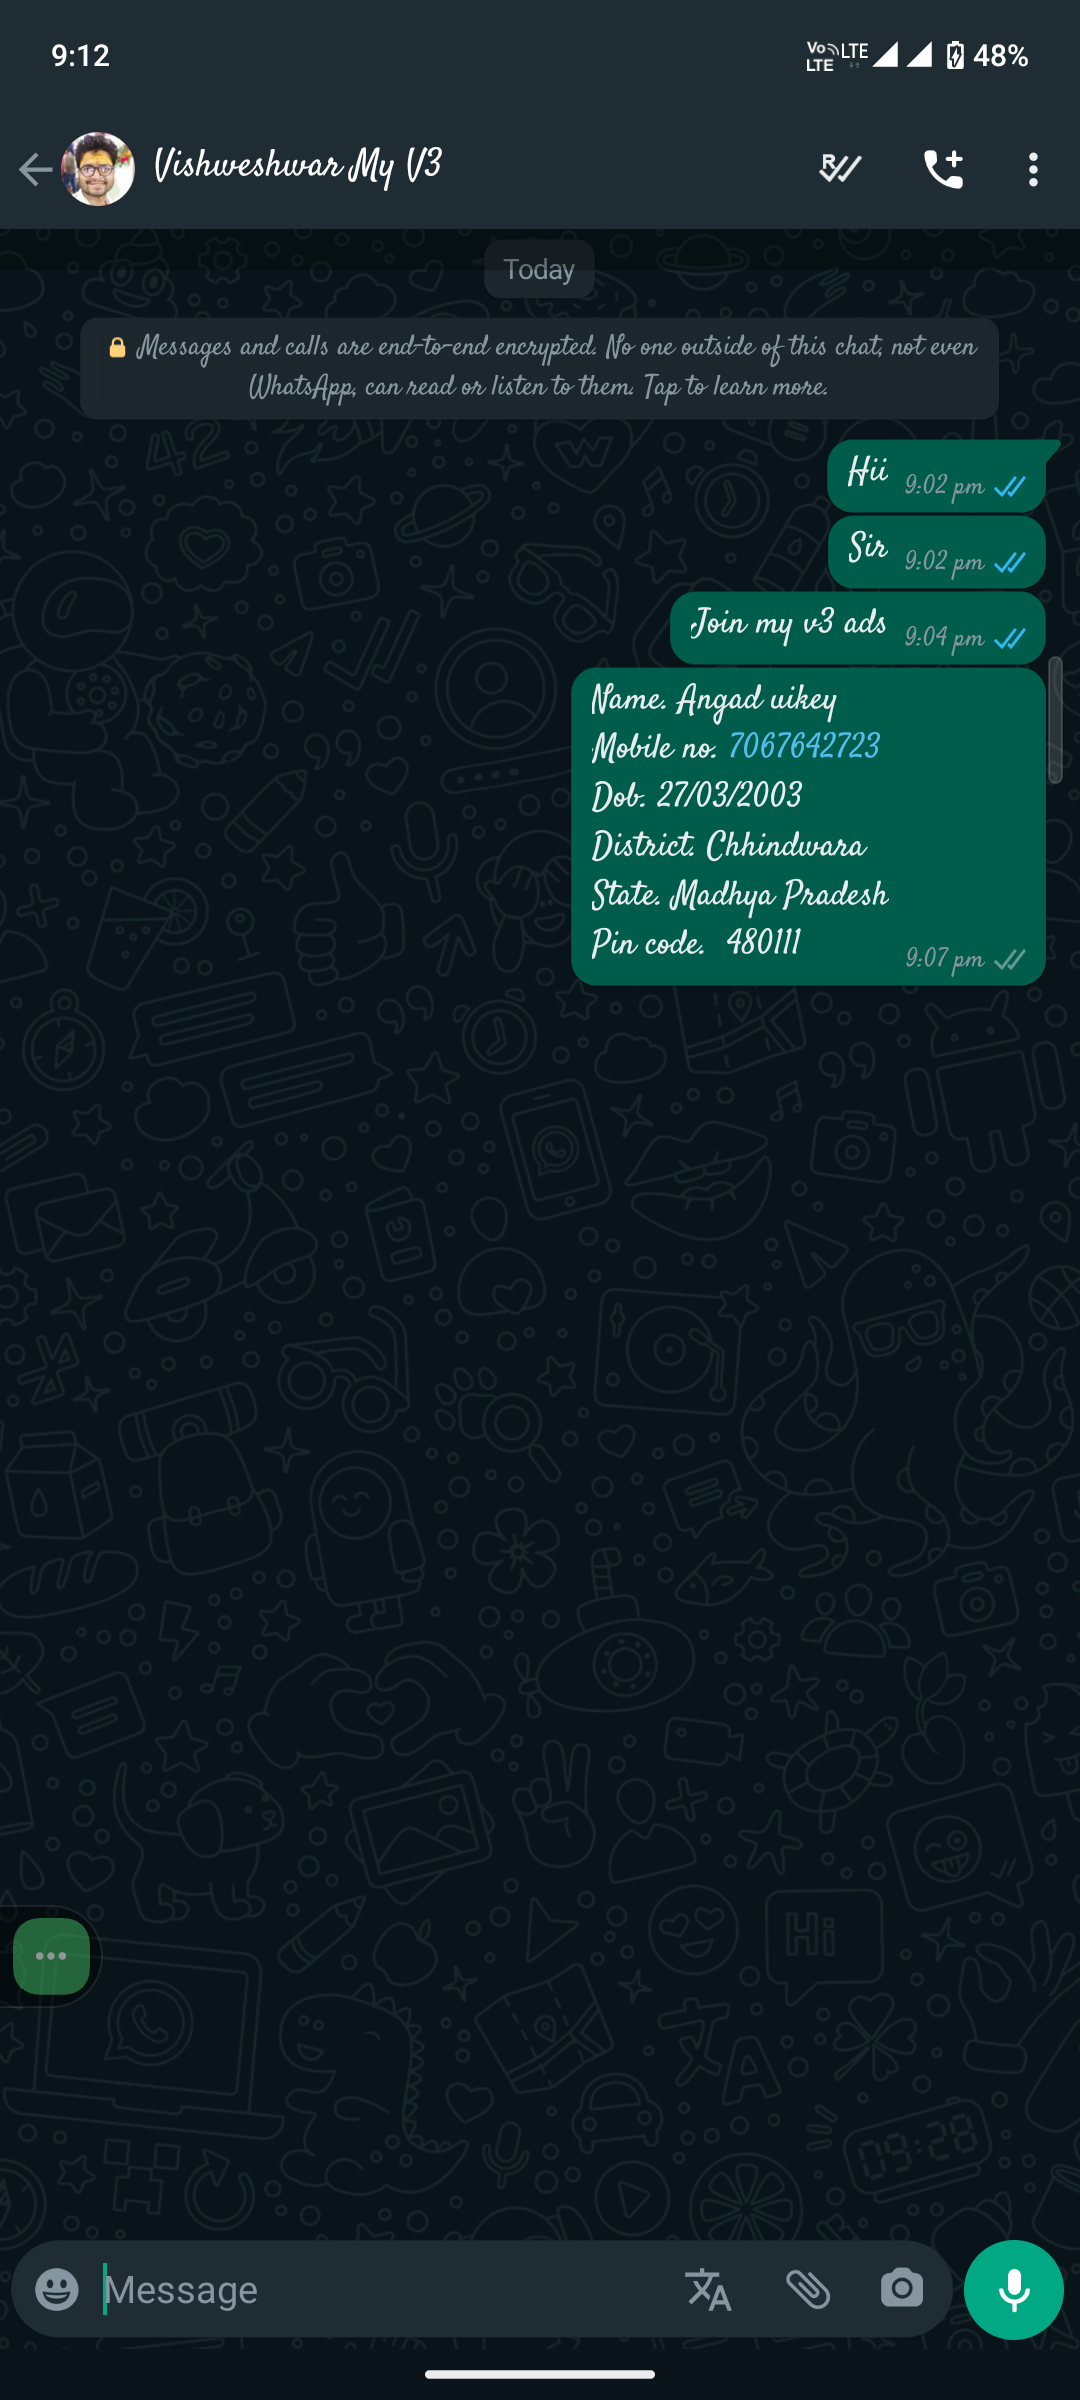 9:12
Vo LTE
LTE
48%
Vishweshwar My V3
R
Today
Messages and calls are end-to-end encrypted. No one outside of this chat, not even
WhatsApp, can read or listen to them. Tap to learn more.
Hii 9:02 pm
Sir 9:02 pm
Join my v3 ads 9:04 pm
Name. Angad uikey
Mobile no. 7067642723
Dob. 27/03/2003
District. Chhindwara
State. Madhya Pradesh
Pin code. 480111
9:07 pm
Hi
09:28
Message